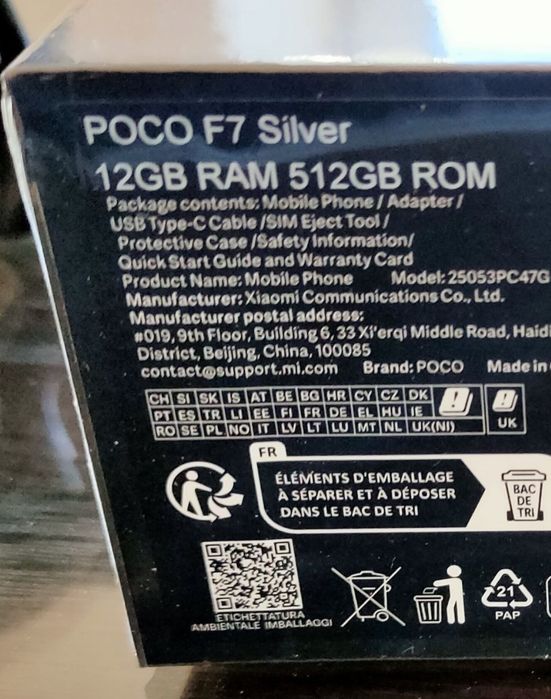 POCO F7 Silver
12GB RAM 512GB ROM
Package contents: Mobile Phone / Adapter /
USB Type-C Cable /SIM Eject Tool /
Protective Case /Safety Information/
Quick Start Guide and Warranty Card
Product Name: Mobile Phone Model: 25053PC47G
Manufacturer: Xiaomi Communications Co., Ltd.
Manufacturer postal address:
#019, 9th Floor, Building 6, 33 Xi'erqi Middle Road, Haidi
District, Beijing, China, 100085
contact@support.mi.com Brand: POCO Made in
CH SI SK IS AT BE BG HR CY CZ DK
PT ES TR LI EE FI FR DE EL HU IE
RO SE PL NO IT LV LT LU MT NL UK(NI)
UK
FR
ÉLÉMENTS D'EMBALLAGE
À SÉPARER ET À DÉPOSER
DANS LE BAC DE TRI
BAC
DE
TRI
ETICHETTATURA
AMBIENTALE IMBALLAGGI
21
PAP